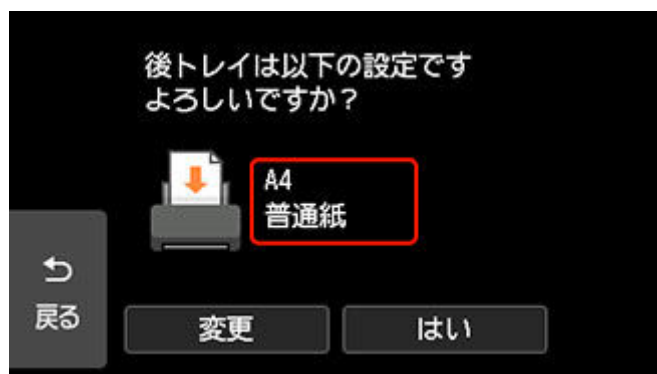 後トレイは以下の設定です
よろしいですか？
A4
普通紙
戻る
変更
はい